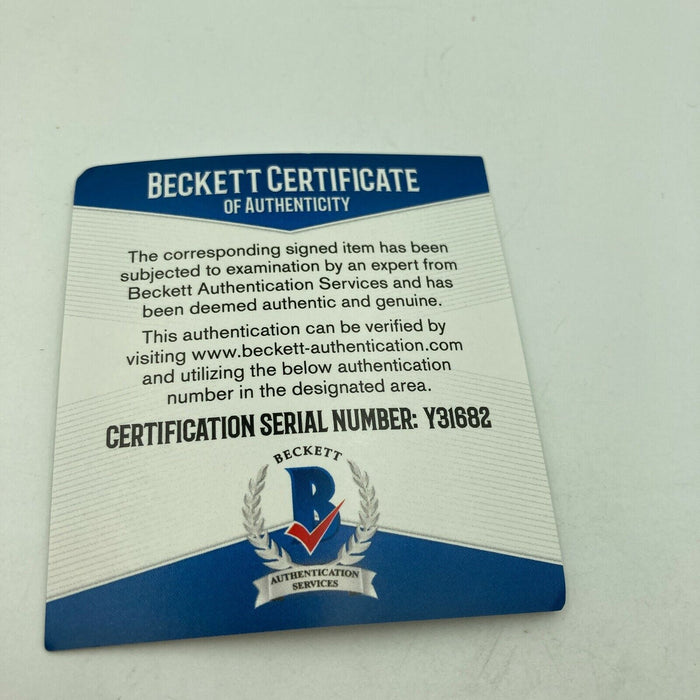 BECKETT CERTIFICATE
OF AUTHENTICITY
The corresponding signed item has been
subjected to examination by an expert from
Beckett Authentication Services and has
been deemed authentic and genuine.
This authentication can be verified by
visiting www.beckett-authentication.com
and utilizing the below authentication
number in the designated area.
CERTIFICATION SERIAL NUMBER: Y31682
BECKETT
B
AUTHENTICATION
SERVICES